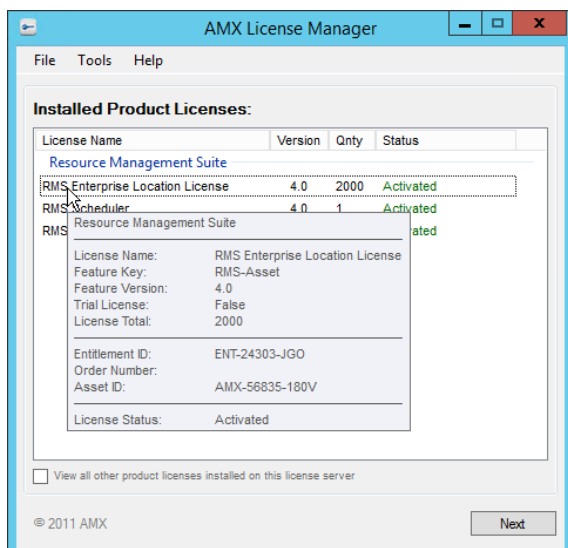 AMX License Manager
File Tools Help
Installed Product Licenses:
License Name Version Qnty Status
Resource Management Suite
RMS Enterprise Location License 4.0 2000 Activated
RMS Scheduler 4.0 1 Activated
RMS
Resource Management Suite
License Name: RMS Enterprise Location License
Feature Key: RMS-Asset
Feature Version: 4.0
Trial License: False
License Total: 2000
Entitlement ID: ENT-24303-JGO
Order Number:
Asset ID: AMX-56835-180V
License Status: Activated
View all other product licenses installed on this license server
© 2011 AMX Next